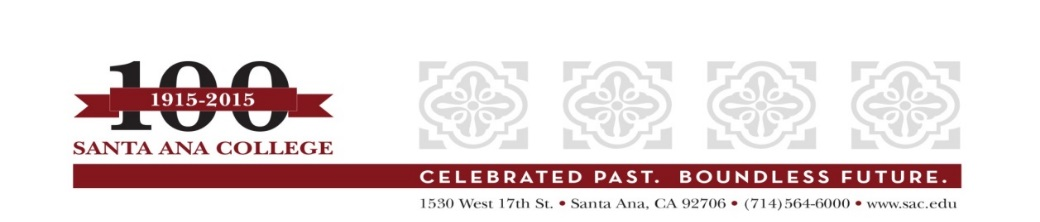 100
1915-2015
SANTA ANA COLLEGE
CELEBRATED PAST. BOUNDLESS FUTURE.
1530 West 17th St. • Santa Ana, CA 92706 • (714)564-6000 • www.sac.edu